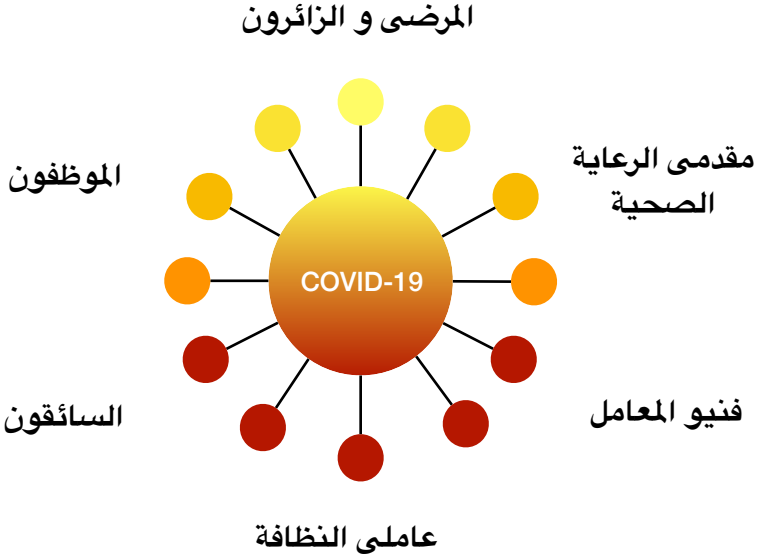 المرضى و الزائرون
مقدمى الرعاية
الصحية
الموظفون
COVID-19
فنيو المعامل
السائقون
عاملى النظافة